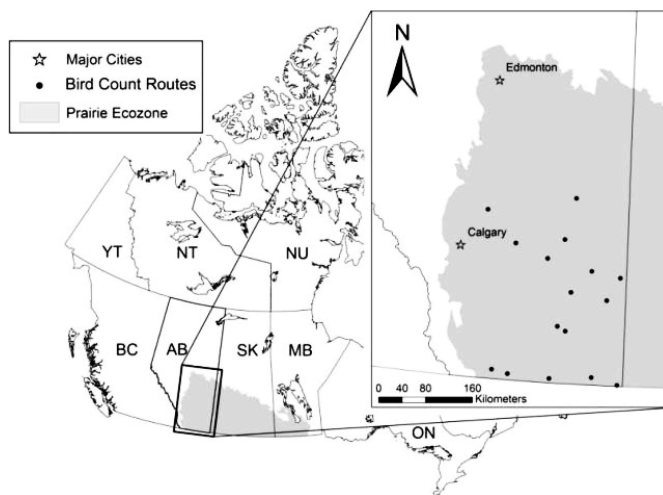 Major Cities
Bird Count Routes
Prairie Ecozone
N
Edmonton
Calgary
0 40 80 160
Kilometers
YT
NT
NU
BC
AB
SK
MB
ON